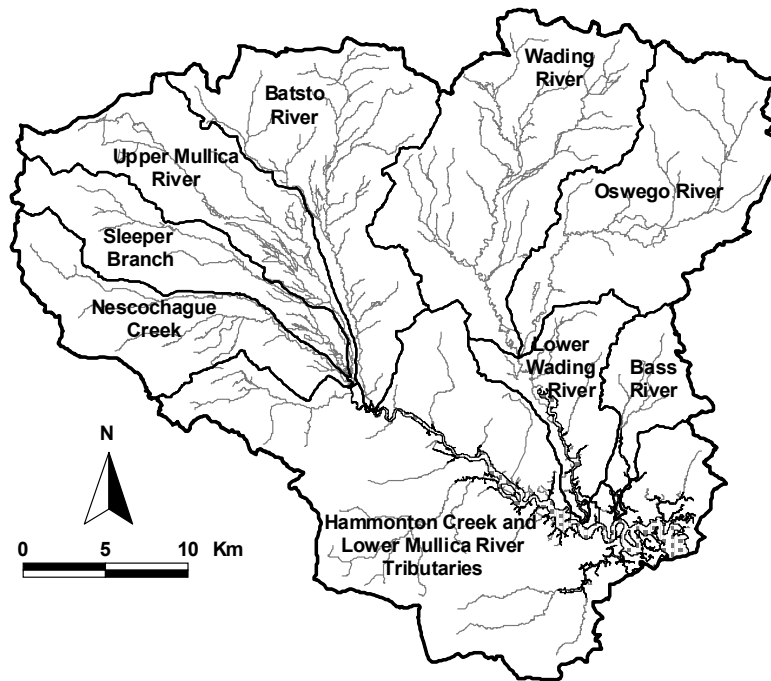 Wading
River
Batsto
River
Upper Mullica
River
Oswego River
Sleeper
Branch
Nescochague
Creek
Lower
Wading
River
Bass
River
N
0 5 10 Km
Hammonton Creek and
Lower Mullica River
Tributaries